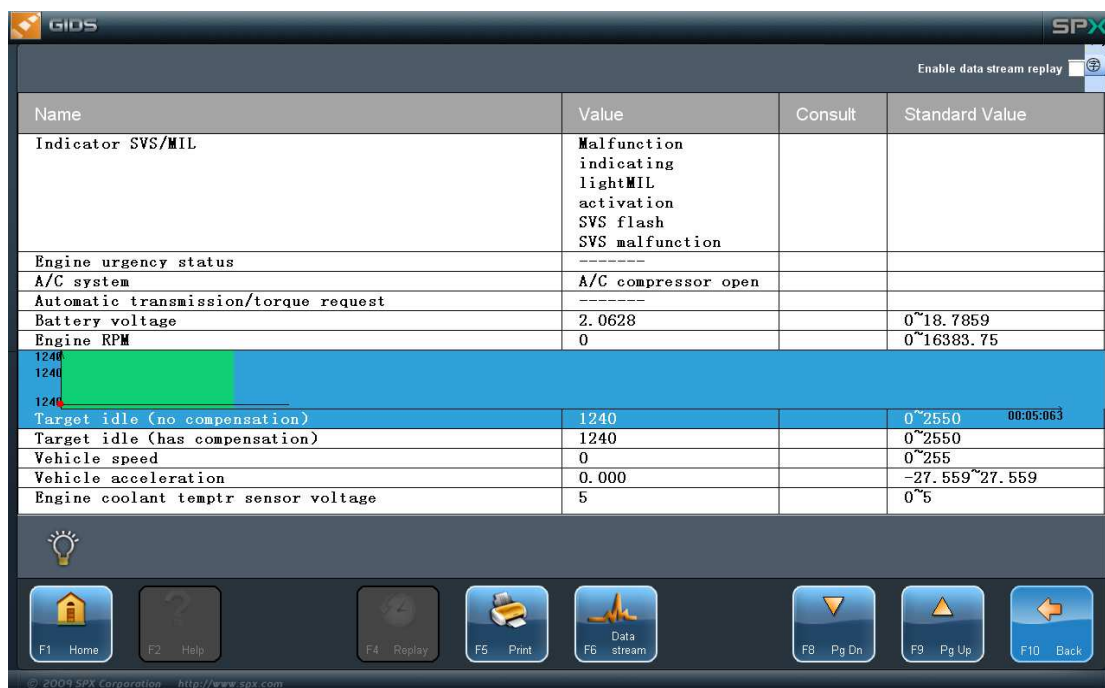 GIDS
SPX
Enable data stream replay
Name Value Consult Standard Value
Indicator SVS/MIL Malfunction
indicating
lightMIL
activation
SVS flash
SVS malfunction
Engine urgency status -------
A/C system A/C compressor open
Automatic transmission/torque request -------
Battery voltage 2.0628 0~18.7859
Engine RPM 0 0~16383.75
1240
1240
1240
Target idle (no compensation) 1240 0~2550 00:05:063
Target idle (has compensation) 1240 0~2550
Vehicle speed 0 0~255
Vehicle acceleration 0.000 -27.559~27.559
Engine coolant temptr sensor voltage 5 0~5
Data
F1 Home F2 Help F4 Replay F5 Print F6 stream F8 Pg Dn F9 Pg Up F10 Back
© 2009 SPX Corporation http://www.spx.com